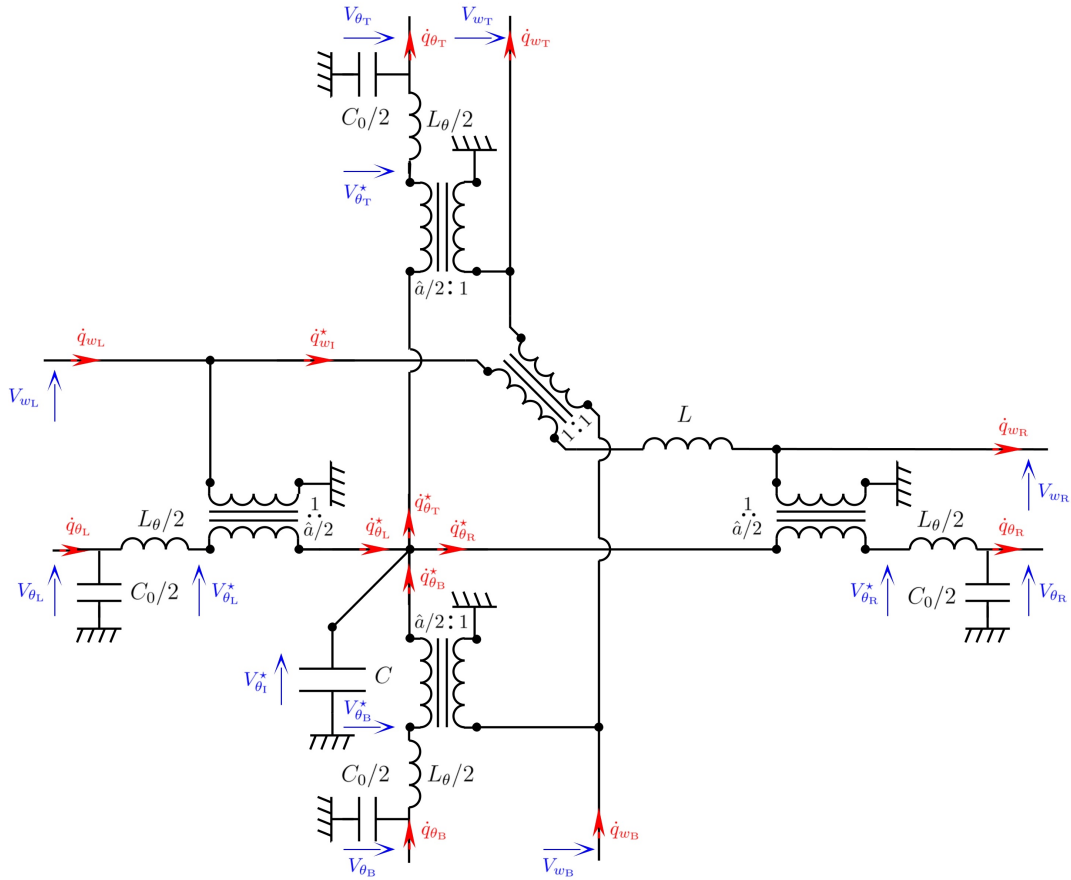 V_{θ_T} q̇_{θ_T} V_{w_T} q̇_{w_T}
C_0/2 L_θ/2
V^⋆_{θ_T}
â/2 : 1
q̇_{w_L} q̇^⋆_{w_I}
V_{w_L}
1:1
L
q̇_{w_R}
V_{w_R}
q̇_{θ_L} L_θ/2 1 : â/2 q̇^⋆_{θ_L} q̇^⋆_{θ_T} q̇^⋆_{θ_R} 1 : â/2 L_θ/2 q̇_{θ_R}
V_{θ_L} C_0/2 V^⋆_{θ_L} q̇^⋆_{θ_B} V^⋆_{θ_R} C_0/2 V_{θ_R}
â/2 : 1
V^⋆_{θ_I} C
V^⋆_{θ_B}
C_0/2 L_θ/2
q̇_{θ_B} q̇_{w_B}
V_{θ_B} V_{w_B}